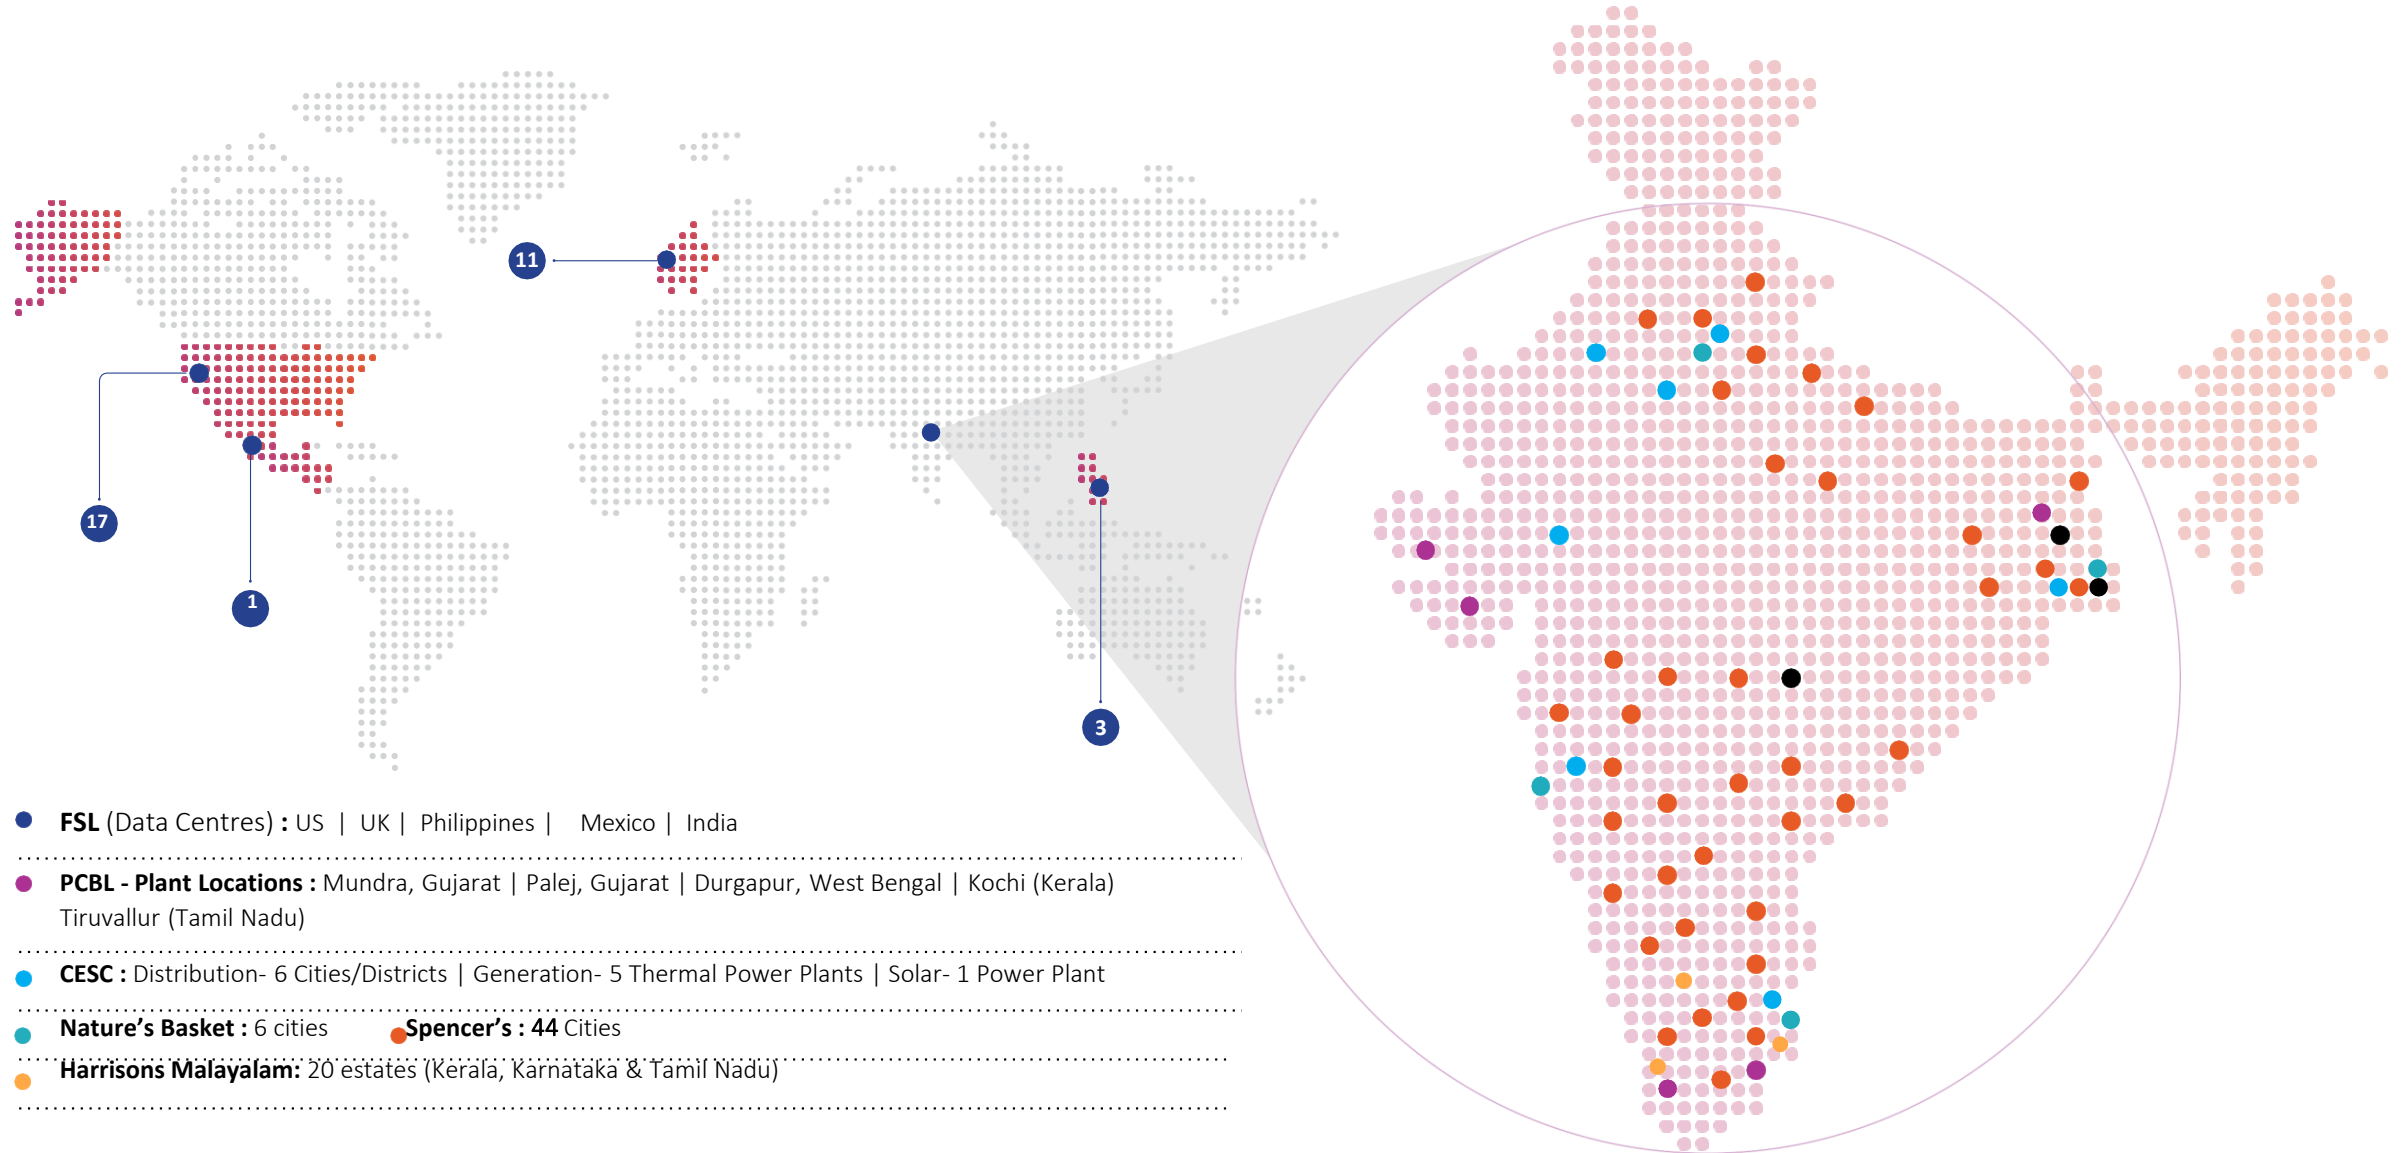 11
17
1
3
FSL (Data Centres) : US | UK | Philippines | Mexico | India
PCBL - Plant Locations : Mundra, Gujarat | Palej, Gujarat | Durgapur, West Bengal | Kochi (Kerala)
Tiruvallur (Tamil Nadu)
CESC : Distribution- 6 Cities/Districts | Generation- 5 Thermal Power Plants | Solar- 1 Power Plant
Nature’s Basket : 6 cities Spencer’s : 44 Cities
Harrisons Malayalam: 20 estates (Kerala, Karnataka & Tamil Nadu)